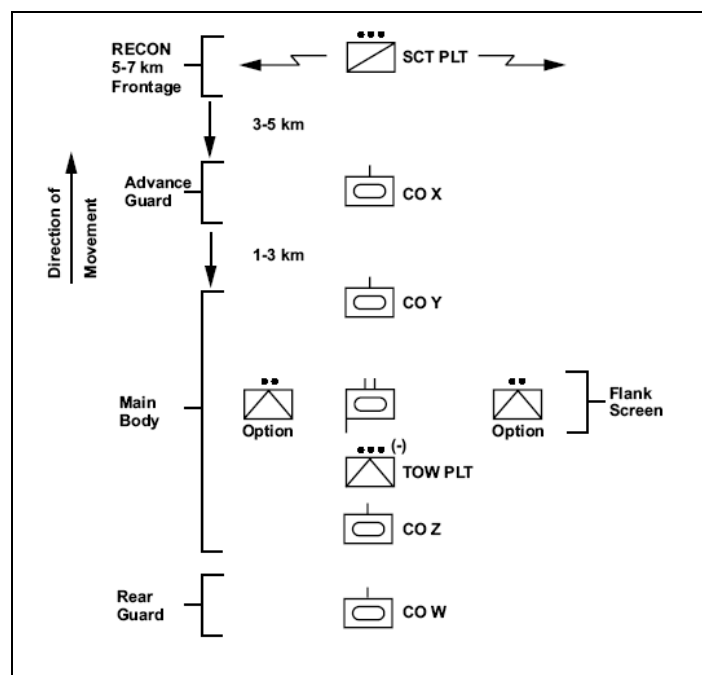 RECON
5-7 km
Frontage
SCT PLT
3-5 km
Direction of
Movement
Advance
Guard
CO X
1-3 km
CO Y
Main
Body
Option
Option
Flank
Screen
(-)
TOW PLT
CO Z
Rear
Guard
CO W